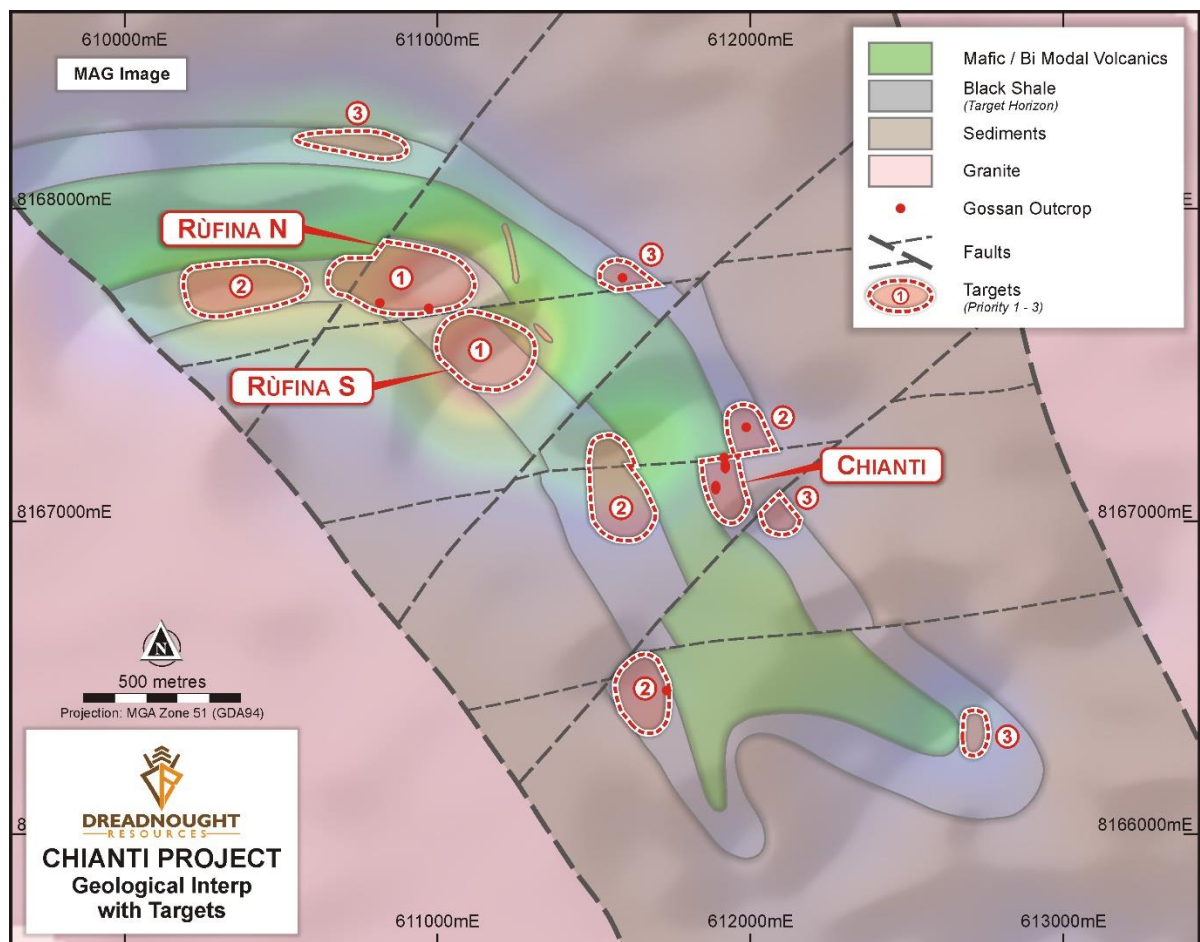 610000mE
611000mE
612000mE
MAG Image
Mafic / Bi Modal Volcanics
Black Shale
(Target Horizon)
Sediments
Granite
Gossan Outcrop
Faults
1
Targets
(Priority 1 - 3)
3
8168000mE
8168000mE
RÙFINA N
3
2
1
1
RÙFINA S
2
CHIANTI
3
2
8167000mE
8167000mE
N
500 metres
Projection: MGA Zone 51 (GDA94)
2
3
DREADNOUGHT
RESOURCES
CHIANTI PROJECT
Geological Interp
with Targets
8166000mE
611000mE
612000mE
613000mE